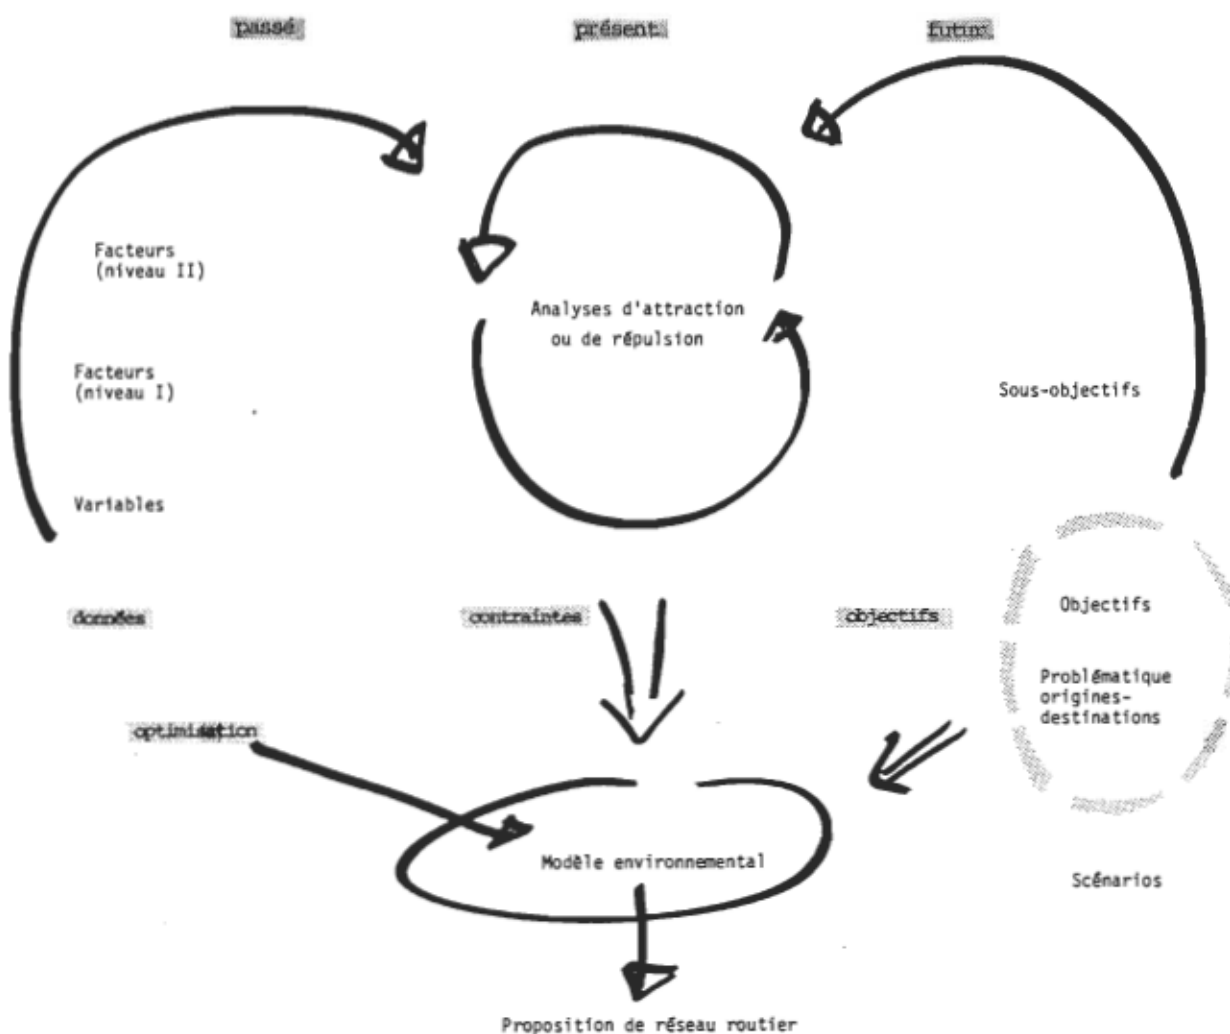 passé
présent
futur
Facteurs
(niveau II)
Analyses d'attraction
ou de répulsion
Facteurs
(niveau I)
Sous-objectifs
Variables
données
contraintes
objectifs
Objectifs
Problématique
origines-
destinations
optimisation
Modèle environnemental
Scénarios
Proposition de réseau routier